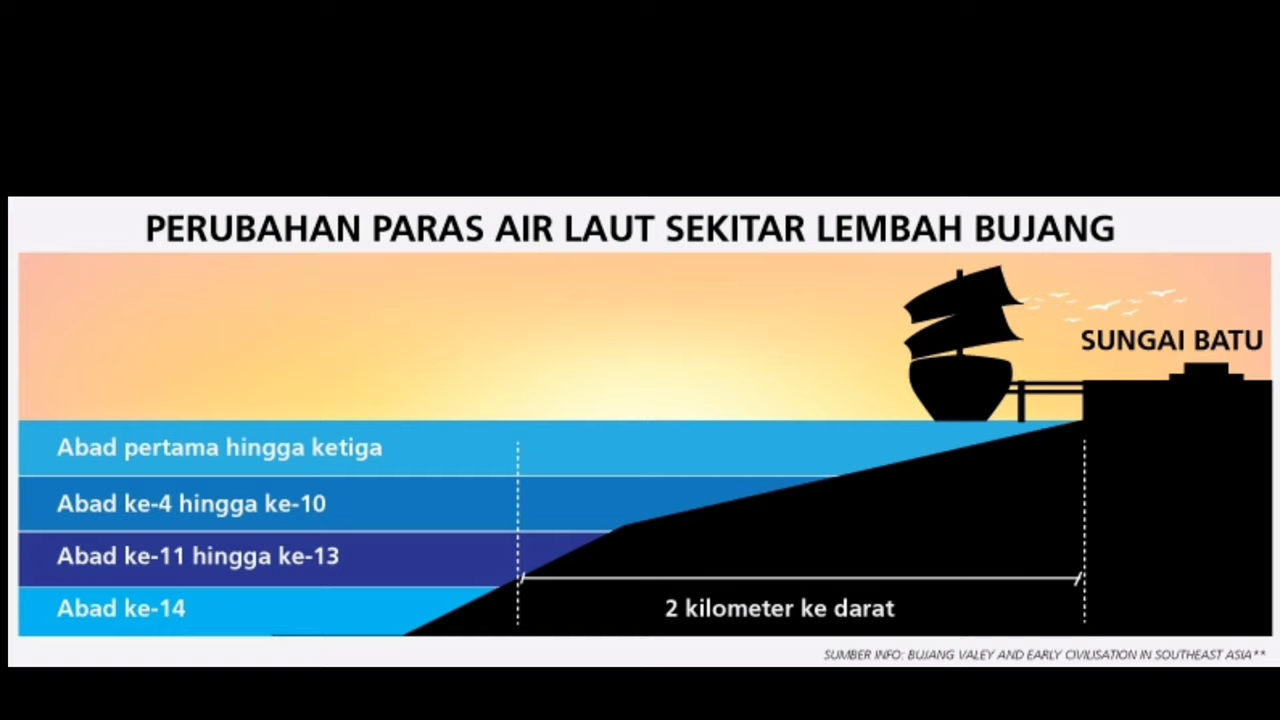 PERUBAHAN PARAS AIR LAUT SEKITAR LEMBAH BUJANG
SUNGAI BATU
Abad pertama hingga ketiga
Abad ke-4 hingga ke-10
Abad ke-11 hingga ke-13
Abad ke-14
2 kilometer ke darat
SUMBER INFO: BUJANG VALEY AND EARLY CIVILISATION IN SOUTHEAST ASIA**